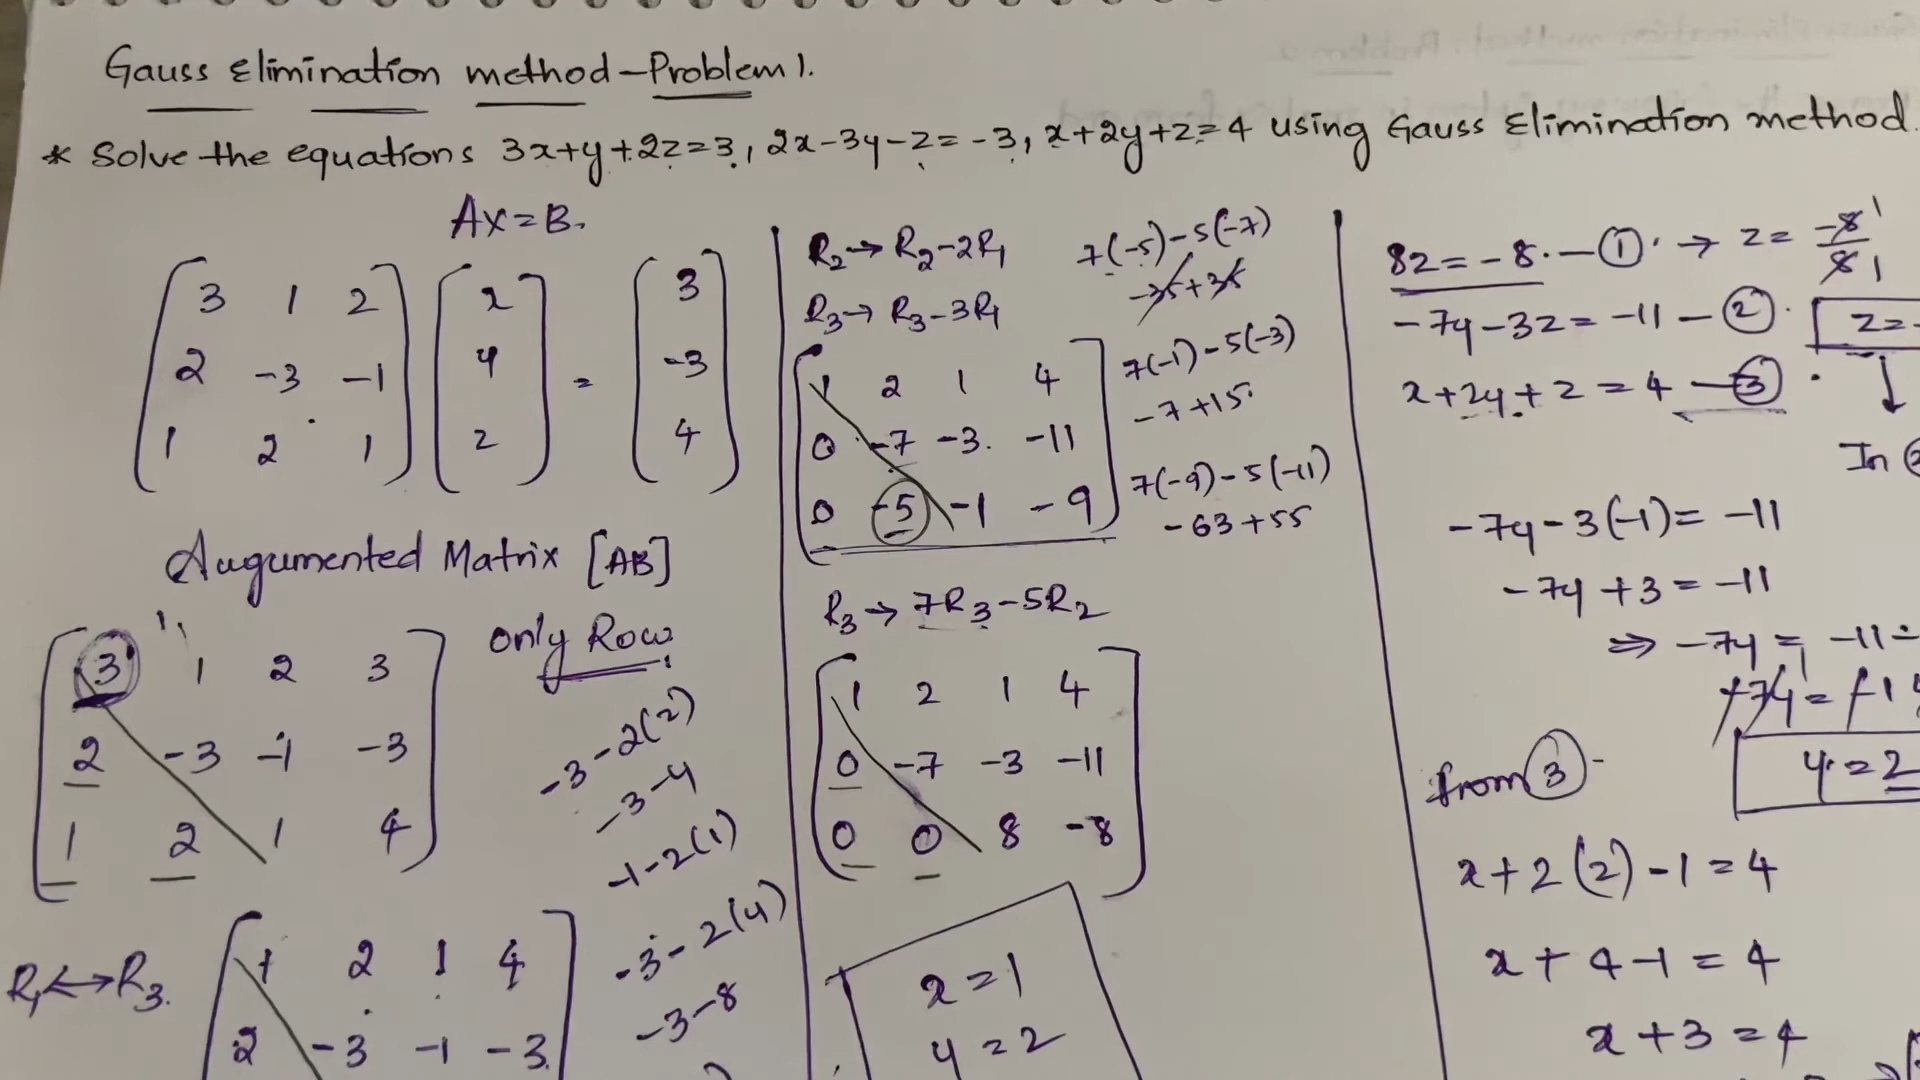 Gauss Elimination method - Problem 1.
* Solve the equations 3x+y+2z=3, 2x-3y-z=-3, x+2y+z=4 using Gauss Elimination method.
AX=B.
3 1 2 x 3
2 -3 -1 y = -3
1 2 1 z 4
Augumented Matrix [AB]
only Row
3 1 2 3
2 -3 -1 -3
1 2 1 4
-3-2(2)
-3-4
-1-2(1)
-3-2(4)
-3-8
R1↔R3.
1 2 1 4
2 -3 -1 -3
R2→R2-2R1
R3→R3-3R1
7(-5)-5(-7)
-35+35
1 2 1 4
0 -7 -3 -11
0 -5 -1 -9
7(-1)-5(-3)
-7+15
7(-9)-5(-11)
-63+55
R3→7R3-5R2
1 2 1 4
0 -7 -3 -11
0 0 8 -8
x=1
y=2
8z=-8. — ① → z = -8/8
1
1
-7y-3z=-11 — ②
z=-
x+2y+z=4 — ③
↓
In
-7y-3(-1)=-11
-7y+3=-11
⇒ -7y = -11-
+7y = +1
y=2
from ③
x+2(2)-1=4
x+4-1=4
x+3=4